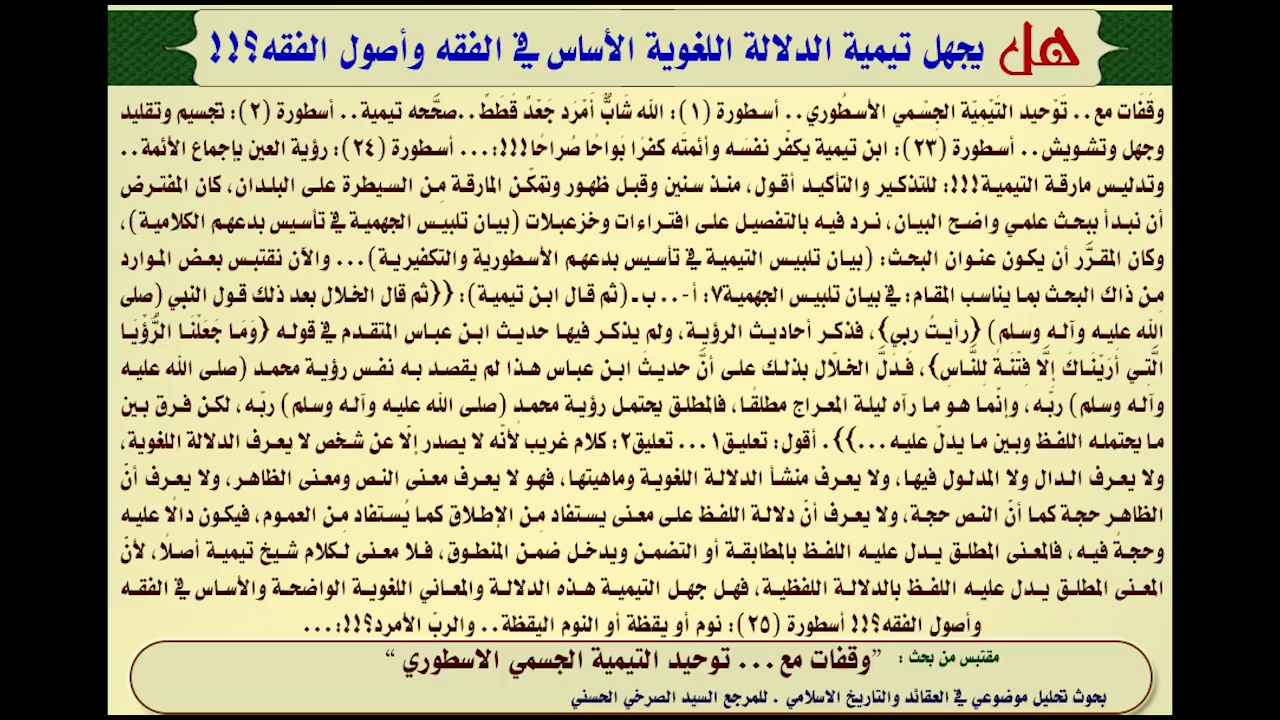 هل يجهل تيمية الدلالة اللغوية الأساس في الفقه وأصول الفقه؟!!
وقَفَات مع.. تَوْحيد التَيْمِيّة الجِسْمي الأسطُوري.. أسطورة (١): الله شَابٌّ أَمْرَد جَعْدٌ قَطَطٌ..صحَّحه تيمية.. أسطورة (٢): تجسيم وتقليد
وجهل وتشويش.. أسطورة (٢٣): ابن تيمية يكفّر نفسَه وأئمتَه كفرًا بَواحًا صُراحًا!!!:... أسطورة (٢٤): رؤية العين بإجماع الأئمة..
وتدليس مارقة التيمية!!!: للتذكير والتأكيد أقول، منذ سنين وقبل ظهور وتمكّن المارقة مِن السيطرة على البلدان، كان المفترض
أن نبدأ ببحث علمي واضح البيان، نرد فيه بالتفصيل على افتراءات وخزعبلات (بيان تلبيس الجهمية في تأسيس بدعهم الكلامية)،
وكان المقرَّر أن يكون عنوان البحث: (بيان تلبيس التيمية في تأسيس بدعهم الأسطورية والتكفيرية)... والآن نقتبس بعض الموارد
مِن ذاك البحث بما يناسب المقام: في بيان تلبيس الجهمية٧: أ-.. ب ـ (ثم قال ابن تيمية): {{ثم قال الخلال بعد ذلك قول النبي (صلى
الله عليه وآله وسلم) {رأيتُ ربي}، فذكر أحاديث الرؤية، ولم يذكر فيها حديث ابن عباس المتقدم في قوله {وَمَا جَعَلْنَا الرُّؤْيَا
الَّتِي أَرَيْنَاكَ إِلَّا فِتْنَةً لِلنَّاسِ}، فَدَلَّ الخلّال بذلك على أنَّ حديثَ ابن عباس هذا لم يقصد به نفس رؤية محمد (صلى الله عليه
وآله وسلم) ربّه، وإنّما هو ما رآه ليلة المعراج مطلقًا، فالمطلق يحتمل رؤية محمد (صلى الله عليه وآله وسلم) ربّه، لكن فرق بين
ما يحتمله اللفظ وبين ما يدلّ عليه ...}}. أقول: تعليق١... تعليق٢: كلام غريب لأنّه لا يصدر إلّا عن شخص لا يعرف الدلالة اللغوية،
ولا يعرف الدال ولا المدلول فيها، ولا يعرف منشأ الدلالة اللغوية وماهيتها، فهو لا يعرف معنى النص ومعنى الظاهر، ولا يعرف أنّ
الظاهر حجة كما أنّ النص حجة، ولا يعرف أنّ دلالة اللفظ على معنى يستفاد مِن الإطلاق كما يُستفاد مِن العموم، فيكون دالًا عليه
وحجةً فيه، فالمعنى المطلق يدل عليه اللفظ بالمطابقة أو التضمن ويدخل ضمن المنطوق، فلا معنى لكلام شيخ تيمية أصلًا، لأنّ
المعنى المطلق يدل عليه اللفظ بالدلالة اللفظية، فهل جهل التيمية هذه الدلالة والمعاني اللغوية الواضحة والأساس في الفقه
وأصول الفقه؟!! أسطورة (٢٥): نوم أو يقظة أو النوم اليقظة.. والربّ الأمرد؟!!:...
مقتبس من بحث : "وقفات مع... توحيد التيمية الجسمي الاسطوري"
بحوث تحليل موضوعي في العقائد والتاريخ الاسلامي . للمرجع السيد الصرخي الحسني